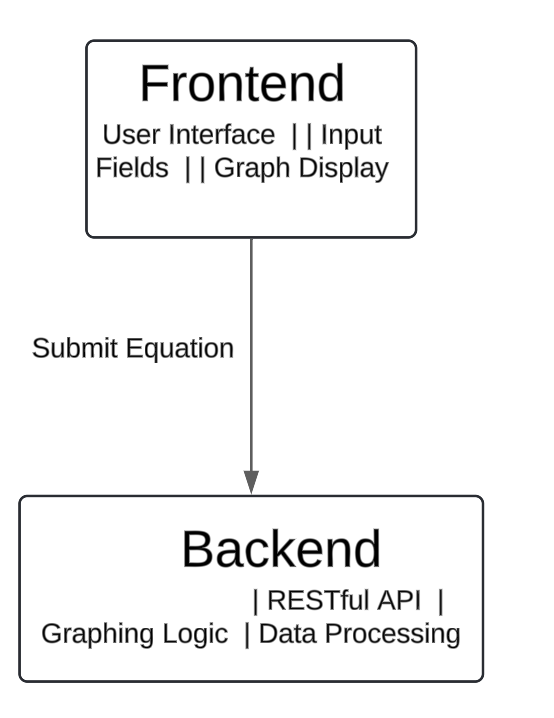 Frontend
User Interface || Input
Fields || Graph Display
Submit Equation
Backend
| RESTful API |
Graphing Logic | Data Processing